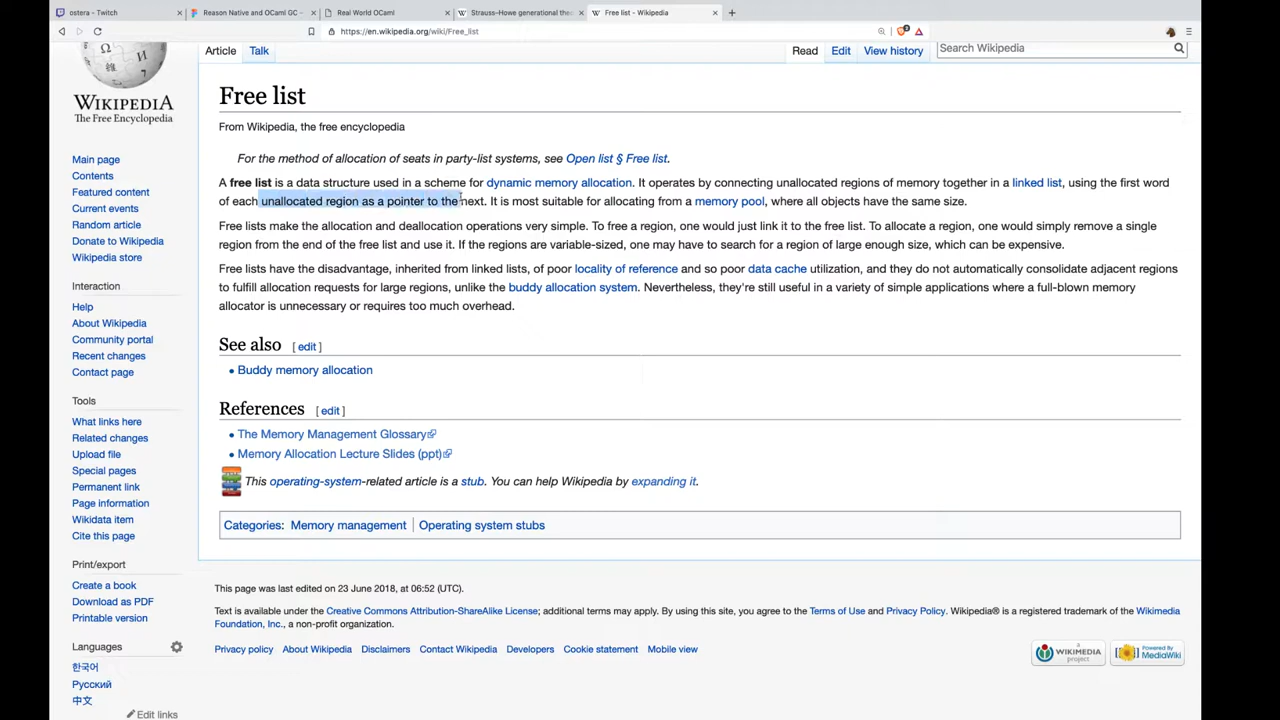 ostera – Twitch
Reason Native and OCaml GC –
Real World OCaml
Strauss–Howe generational the
Free list - Wikipedia
https://en.wikipedia.org/wiki/Free_list
Article
Talk
Read
Edit
View history
Search Wikipedia
WIKIPEDIA
The Free Encyclopedia
Main page
Contents
Featured content
Current events
Random article
Donate to Wikipedia
Wikipedia store
Interaction
Help
About Wikipedia
Community portal
Recent changes
Contact page
Tools
What links here
Related changes
Upload file
Special pages
Permanent link
Page information
Wikidata item
Cite this page
Print/export
Create a book
Download as PDF
Printable version
Languages
한국어
Русский
中文
Edit links
Free list
From Wikipedia, the free encyclopedia
For the method of allocation of seats in party-list systems, see Open list § Free list.
A free list is a data structure used in a scheme for dynamic memory allocation. It operates by connecting unallocated regions of memory together in a linked list, using the first word
of each unallocated region as a pointer to the next. It is most suitable for allocating from a memory pool, where all objects have the same size.
Free lists make the allocation and deallocation operations very simple. To free a region, one would just link it to the free list. To allocate a region, one would simply remove a single
region from the end of the free list and use it. If the regions are variable-sized, one may have to search for a region of large enough size, which can be expensive.
Free lists have the disadvantage, inherited from linked lists, of poor locality of reference and so poor data cache utilization, and they do not automatically consolidate adjacent regions
to fulfill allocation requests for large regions, unlike the buddy allocation system. Nevertheless, they're still useful in a variety of simple applications where a full-blown memory
allocator is unnecessary or requires too much overhead.
See also [ edit ]
• Buddy memory allocation
References [ edit ]
• The Memory Management Glossary
• Memory Allocation Lecture Slides (ppt)
This operating-system-related article is a stub. You can help Wikipedia by expanding it.
Categories: Memory management | Operating system stubs
This page was last edited on 23 June 2018, at 06:52 (UTC).
Text is available under the Creative Commons Attribution-ShareAlike License; additional terms may apply. By using this site, you agree to the Terms of Use and Privacy Policy. Wikipedia® is a registered trademark of the Wikimedia
Foundation, Inc., a non-profit organization.
Privacy policy
About Wikipedia
Disclaimers
Contact Wikipedia
Developers
Cookie statement
Mobile view
WIKIMEDIA
project
Powered By
MediaWiki